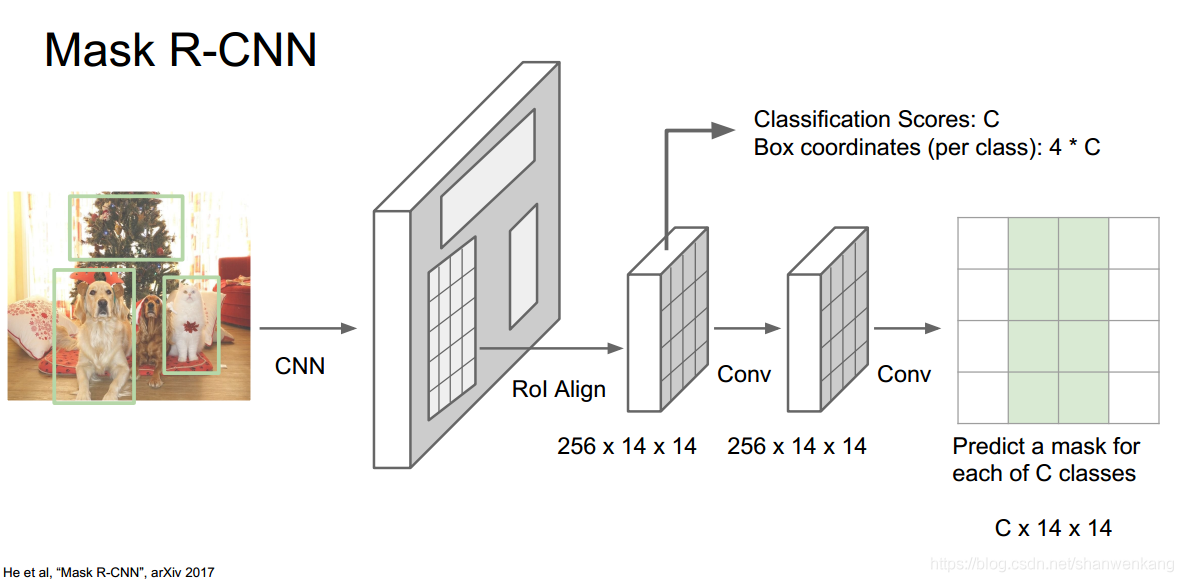 Mask R-CNN
Classification Scores: C
Box coordinates (per class): 4 * C
CNN
RoI Align
Conv
Conv
256 x 14 x 14
256 x 14 x 14
Predict a mask for
each of C classes
C x 14 x 14
He et al, “Mask R-CNN”, arXiv 2017
https://blog.csdn.net/shanwenkang